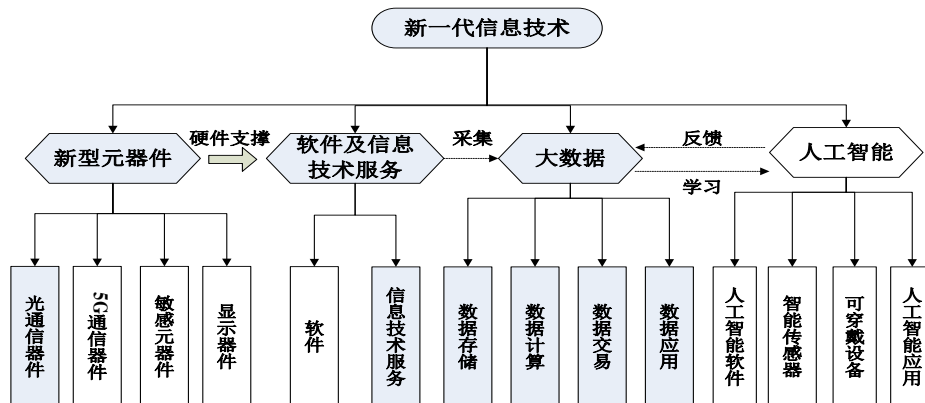 新一代信息技术
新型元器件
硬件支撑
软件及信息
技术服务
采集
大数据
反馈
学习
人工智能
光通信器件
5G通信器件
敏感元器件
显示器件
软件
信息技术服务
数据存储
数据计算
数据交易
数据应用
人工智能软件
智能传感器
可穿戴设备
人工智能应用